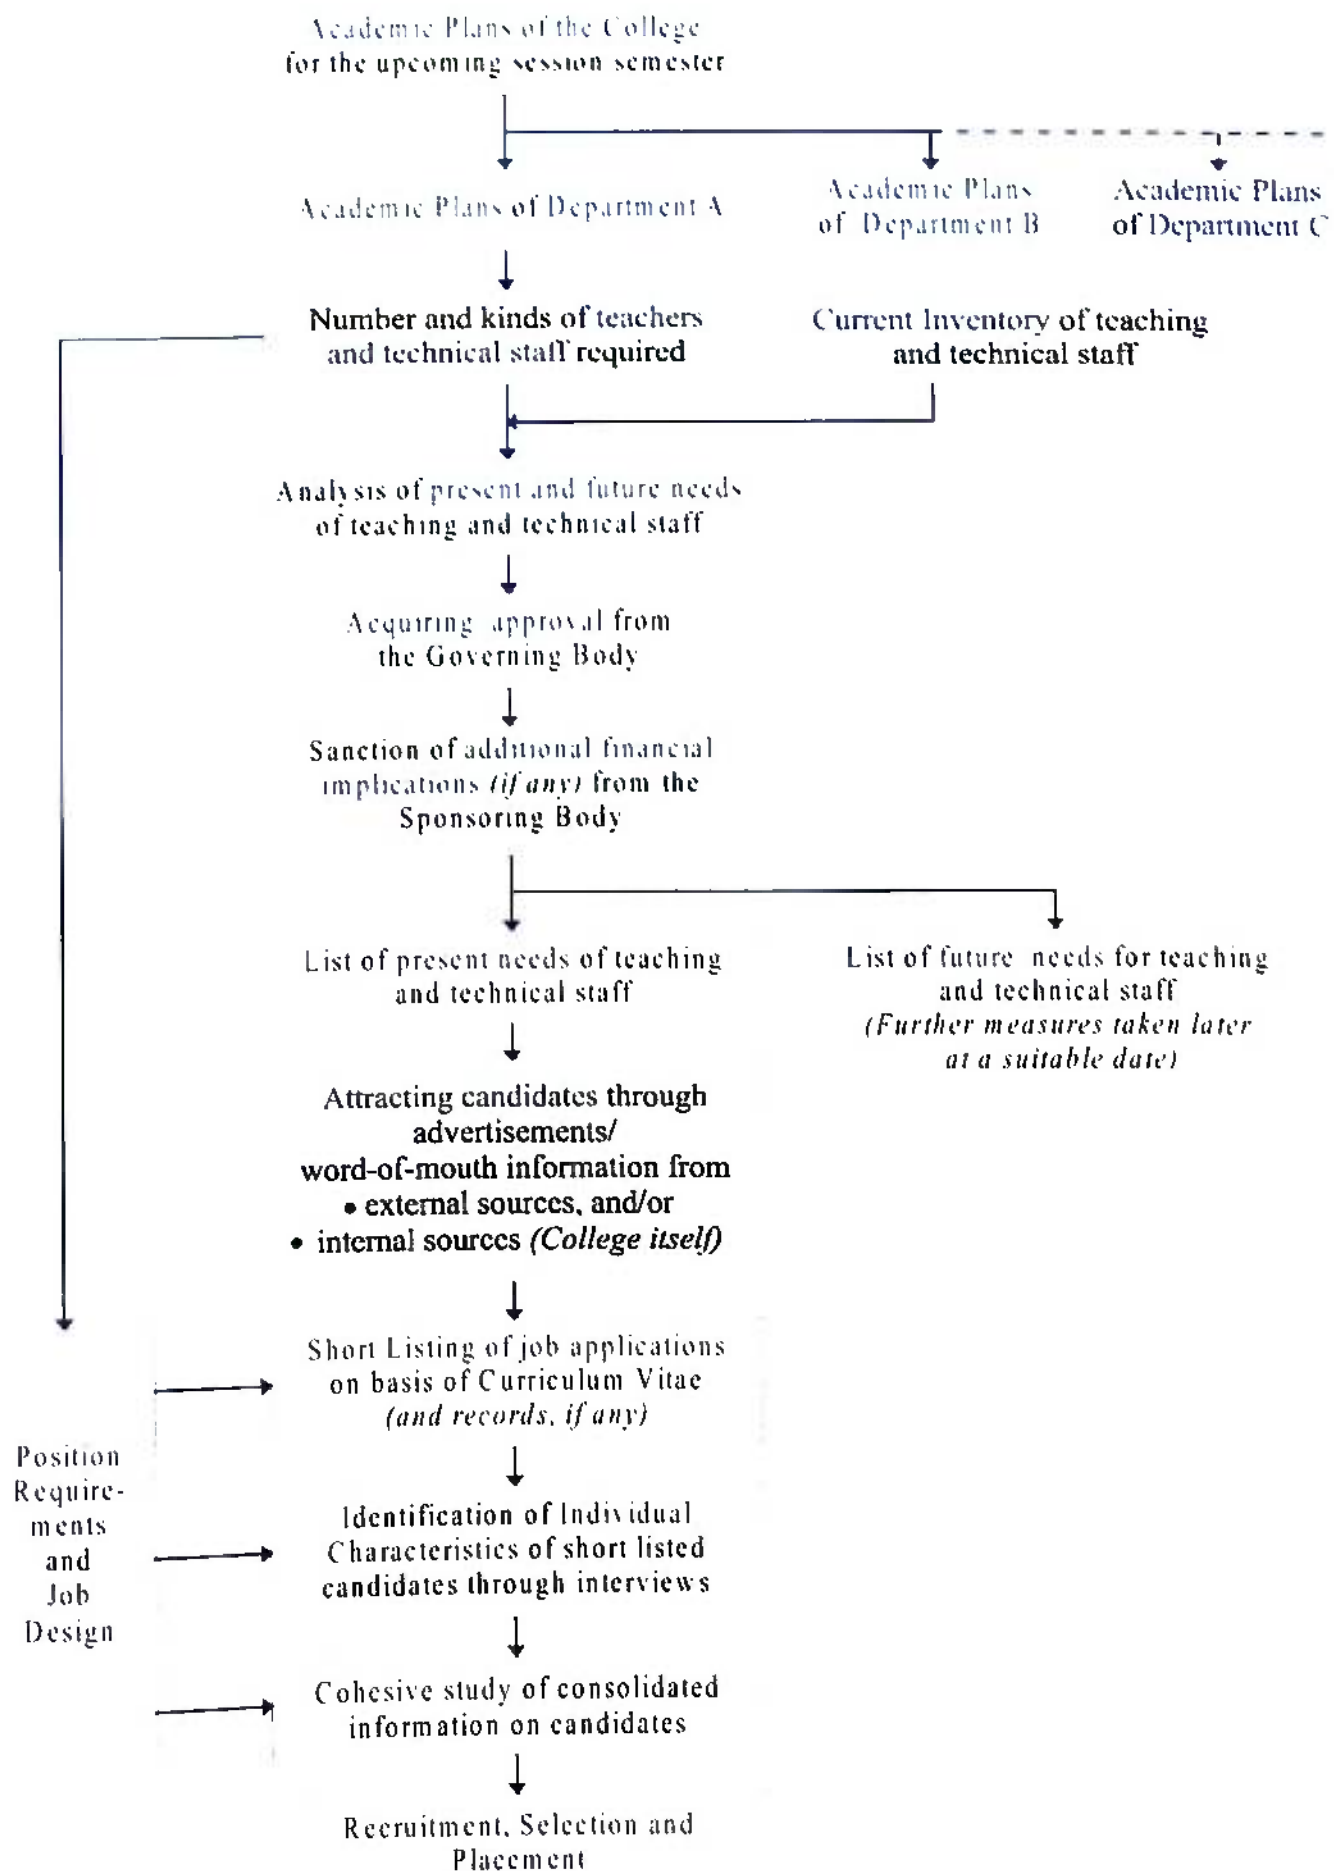 Academic Plans of the College
for the upcoming session semester
Academic Plans of Department A
Academic Plans
of Department B
Academic Plans
of Department C
Number and kinds of teachers
and technical staff required
Current Inventory of teaching
and technical staff
Analysis of present and future needs
of teaching and technical staff
Acquiring approval from
the Governing Body
Sanction of additional financial
implications (if any) from the
Sponsoring Body
List of present needs of teaching
and technical staff
List of future needs for teaching
and technical staff
(Further measures taken later
at a suitable date)
Attracting candidates through
advertisements/
word-of-mouth information from
• external sources, and/or
• internal sources (College itself)
Short Listing of job applications
on basis of Curriculum Vitae
(and records, if any)
Position
Require-
ments
and
Job
Design
Identification of Individual
Characteristics of short listed
candidates through interviews
Cohesive study of consolidated
information on candidates
Recruitment, Selection and
Placement